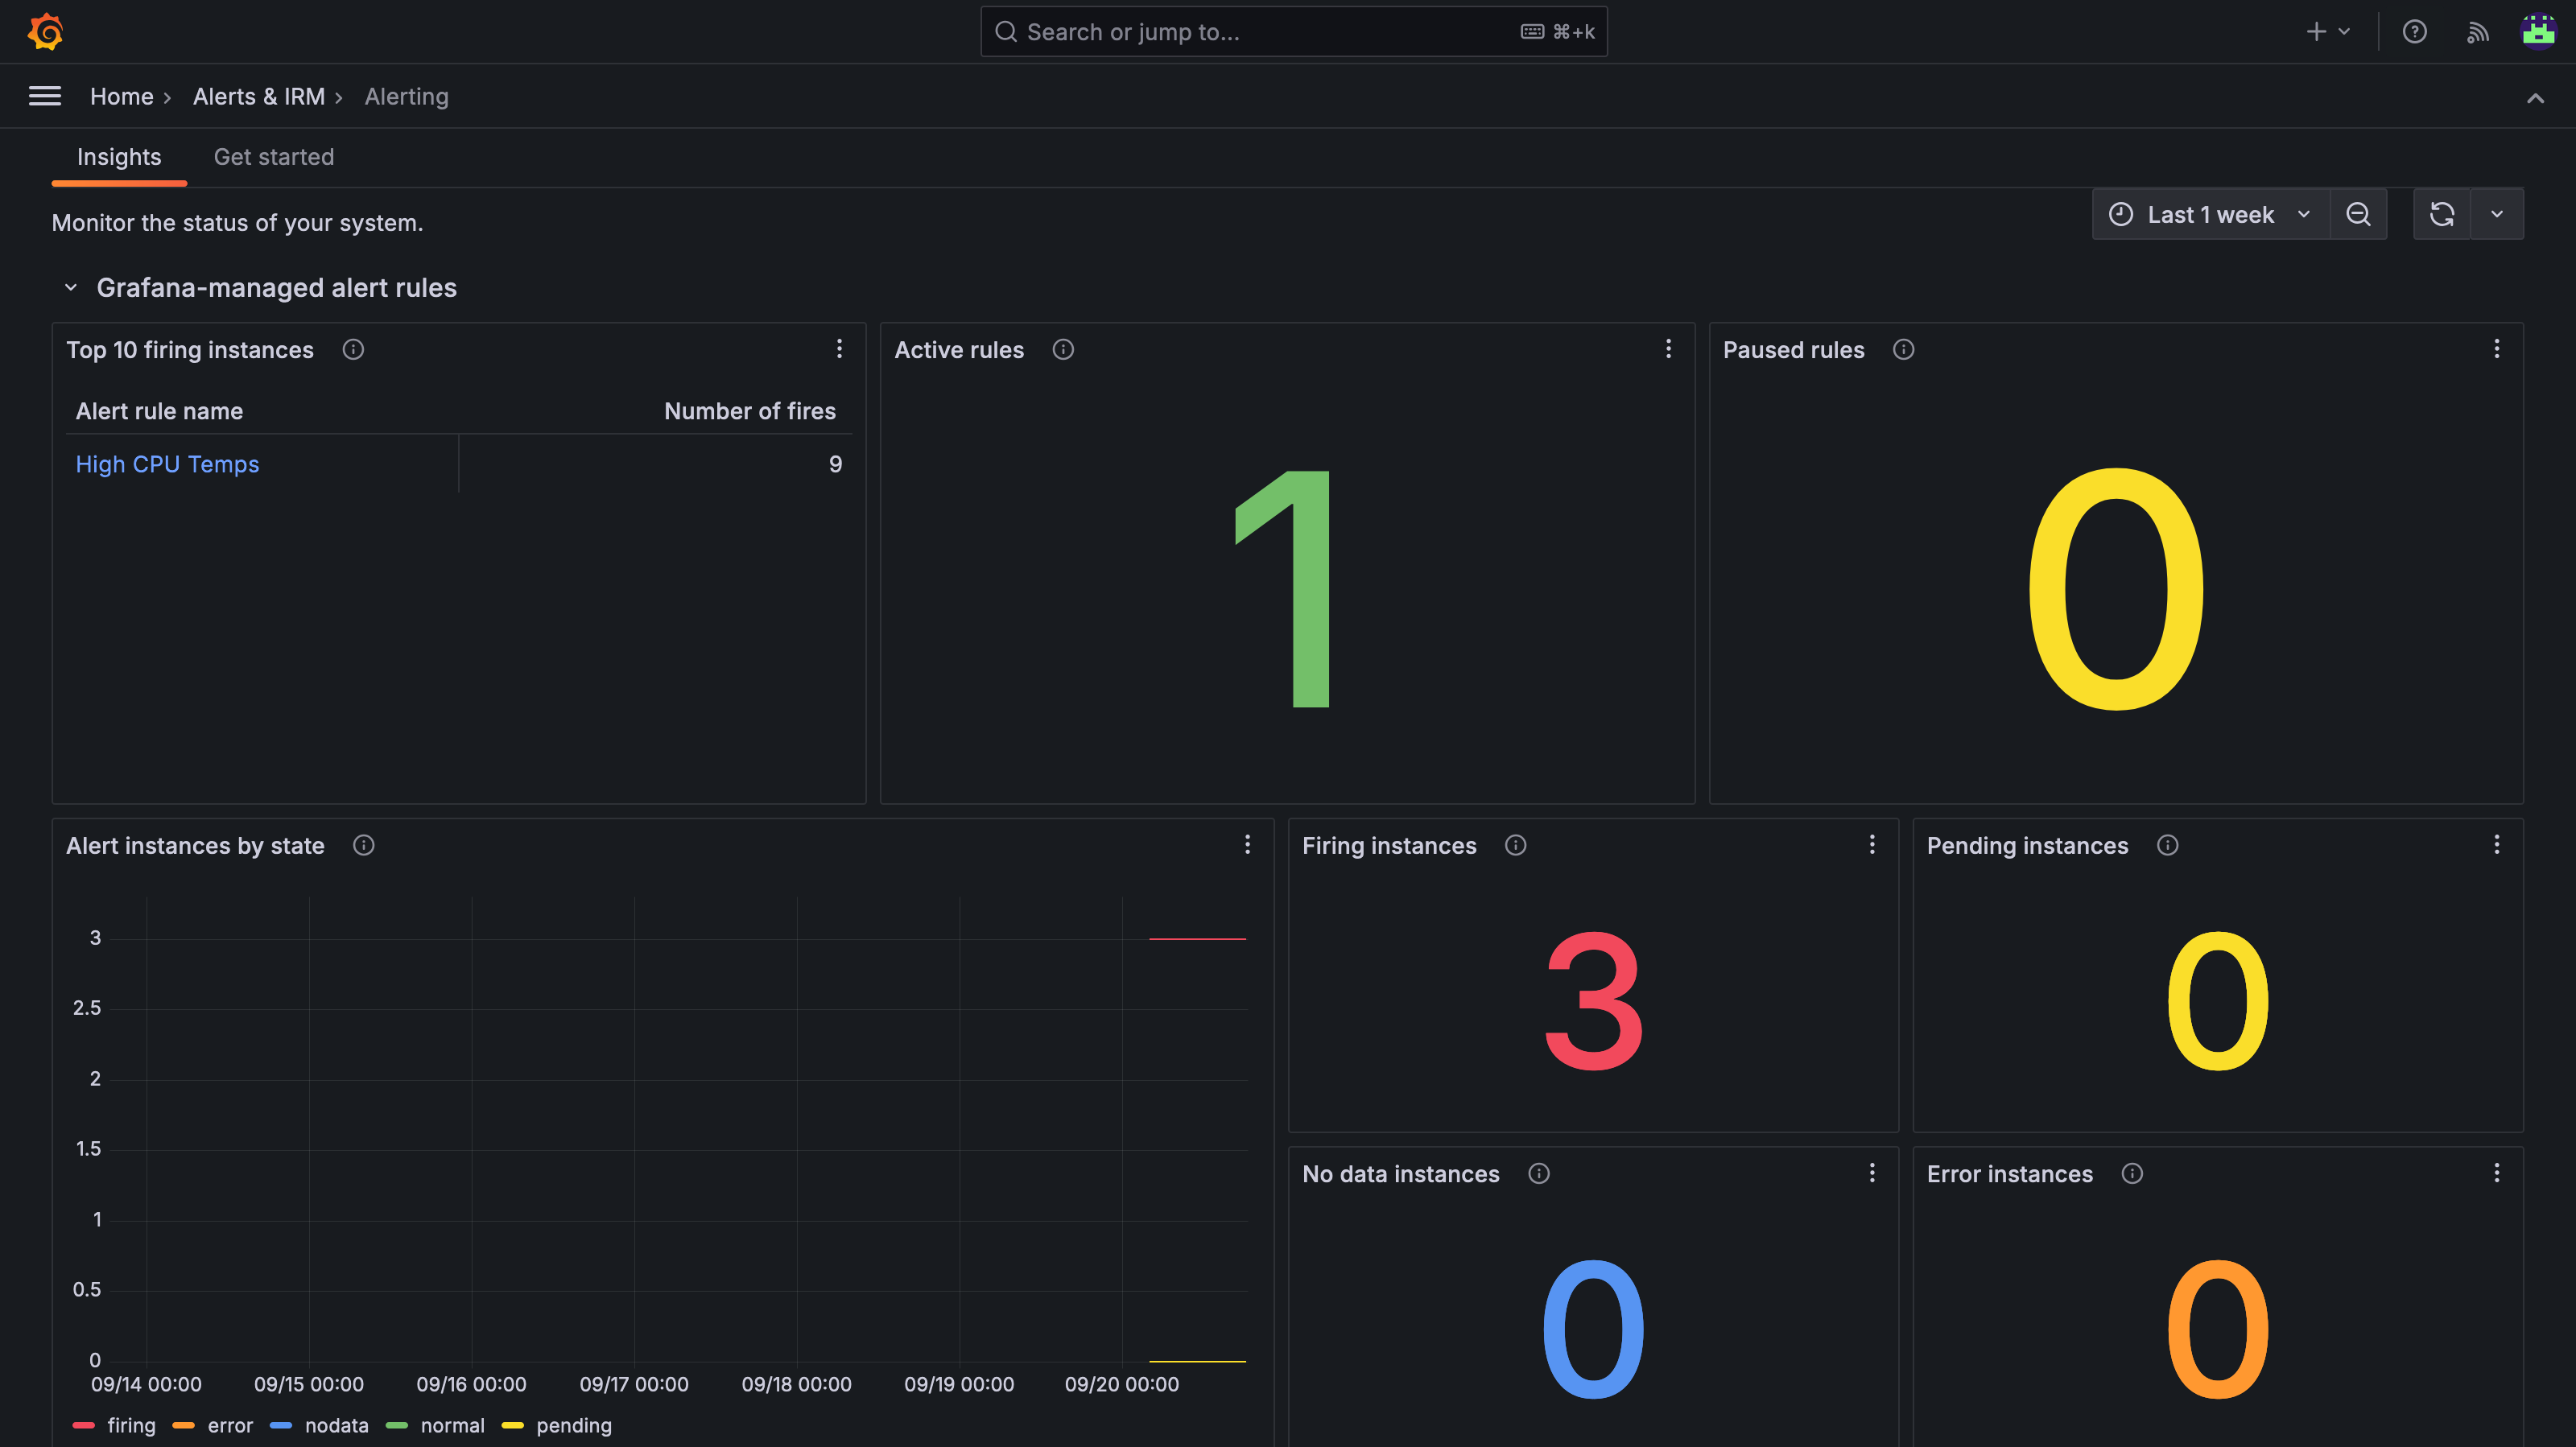 Search or jump to... ⌘+k
Home › Alerts & IRM › Alerting
Insights Get started
Monitor the status of your system.
Last 1 week
Grafana-managed alert rules
Top 10 firing instances
Alert rule name Number of fires
High CPU Temps 9
Active rules
1
Paused rules
0
Alert instances by state
3
2.5
2
1.5
1
0.5
0
09/14 00:00 09/15 00:00 09/16 00:00 09/17 00:00 09/18 00:00 09/19 00:00 09/20 00:00
firing error nodata normal pending
Firing instances
3
Pending instances
0
No data instances
0
Error instances
0